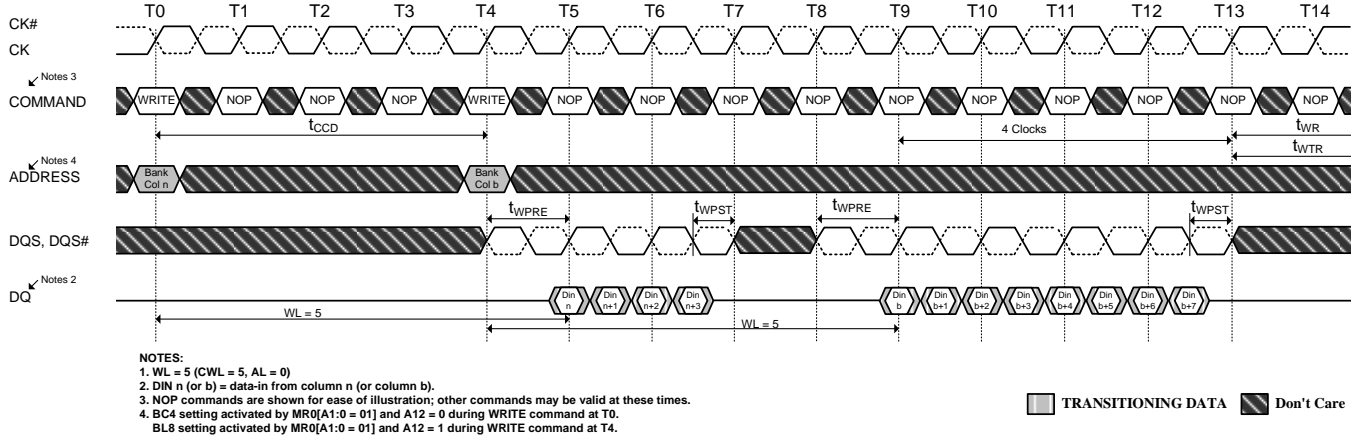 T0 T1 T2 T3 T4 T5 T6 T7 T8 T9 T10 T11 T12 T13 T14
CK#
CK
Notes 3
COMMAND WRITE NOP NOP NOP WRITE NOP NOP NOP NOP NOP NOP NOP NOP NOP NOP
tCCD 4 Clocks tWR
tWTR
Notes 4
ADDRESS Bank Col n Bank Col b
tWPRE tWPST tWPRE tWPST
DQS, DQS#
Notes 2
DQ Din n Din n+1 Din n+2 Din n+3 Din b Din b+1 Din b+2 Din b+3 Din b+4 Din b+5 Din b+6 Din b+7
WL = 5 WL = 5
NOTES:
1. WL = 5 (CWL = 5, AL = 0)
2. DIN n (or b) = data-in from column n (or column b).
3. NOP commands are shown for ease of illustration; other commands may be valid at these times.
4. BC4 setting activated by MR0[A1:0 = 01] and A12 = 0 during WRITE command at T0.
BL8 setting activated by MR0[A1:0 = 01] and A12 = 1 during WRITE command at T4.
TRANSITIONING DATA Don't Care